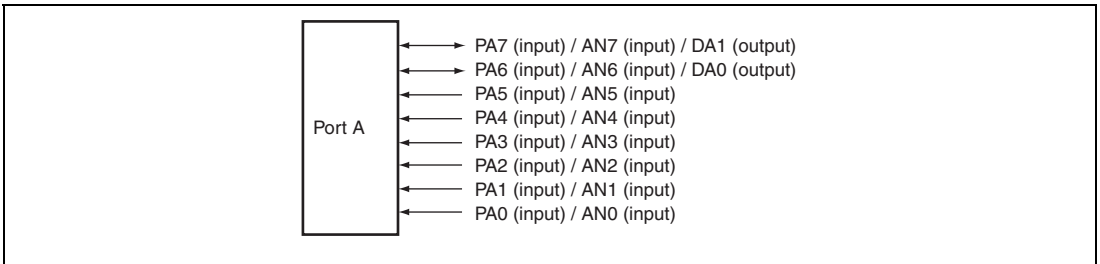 Port A
PA7 (input) / AN7 (input) / DA1 (output)
PA6 (input) / AN6 (input) / DA0 (output)
PA5 (input) / AN5 (input)
PA4 (input) / AN4 (input)
PA3 (input) / AN3 (input)
PA2 (input) / AN2 (input)
PA1 (input) / AN1 (input)
PA0 (input) / AN0 (input)